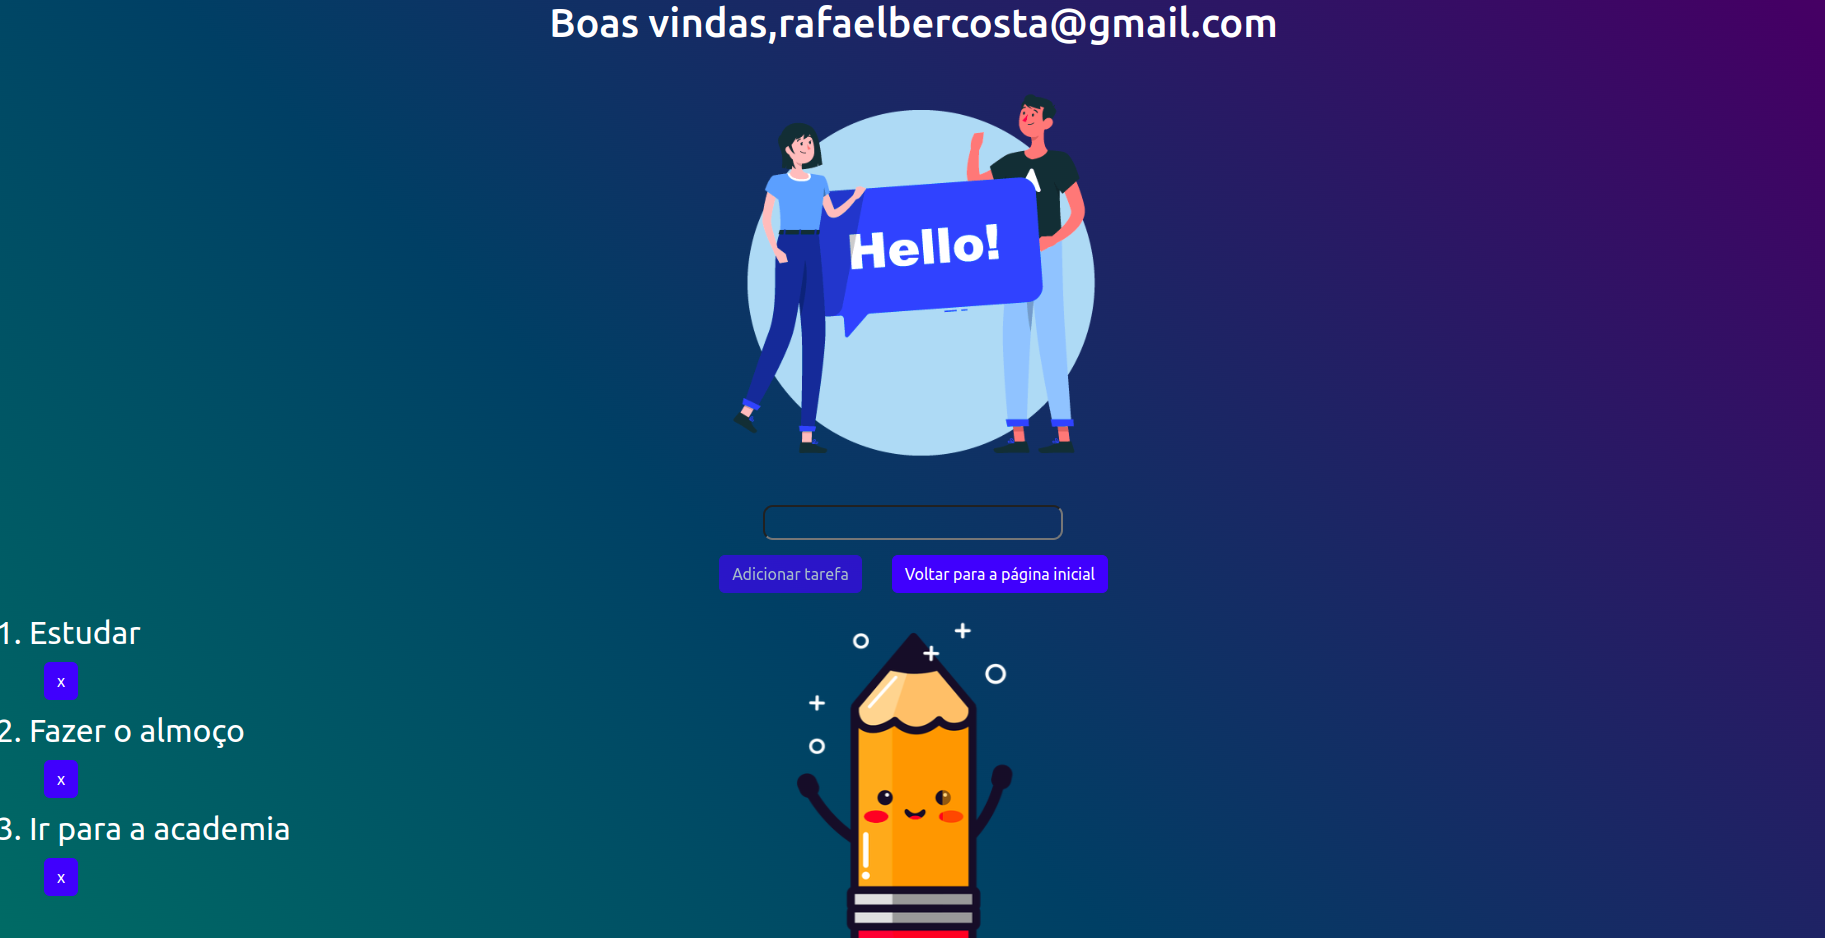 Boas vindas,rafaelbercosta@gmail.com
Hello!
Adicionar tarefa
Voltar para a página inicial
1. Estudar
x
2. Fazer o almoço
x
3. Ir para a academia
x